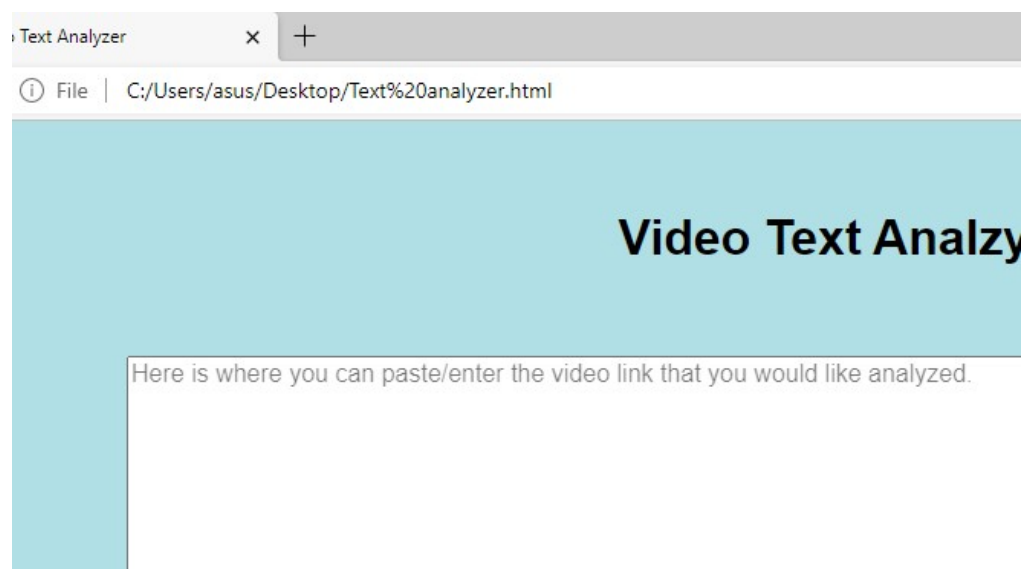 Text Analyzer
File
C:/Users/asus/Desktop/Text%20analyzer.html
Video Text Analzy
Here is where you can paste/enter the video link that you would like analyzed.